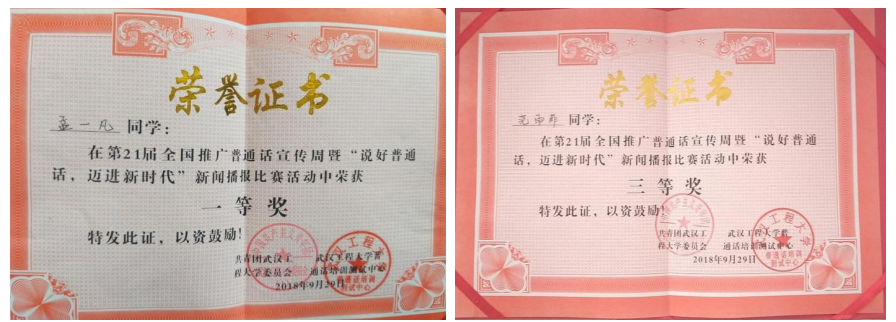 荣誉证书
孟一凡 同学:
在第21届全国推广普通话宣传周暨“说好普通
话,迈进新时代”新闻播报比赛活动中荣获
一等奖
特发此证,以资鼓励!
共青团武汉工
程大学委员会
武汉工程大学普
通话培训测试中心
2018年9月29日
荣誉证书
同学:
在第21届全国推广普通话宣传周暨“说好普通
话,迈进新时代”新闻播报比赛活动中荣获
三等奖
特发此证,以资鼓励!
共青团武汉工
程大学委员会
武汉工程大学普
通话培训测试中心
2018年9月29日